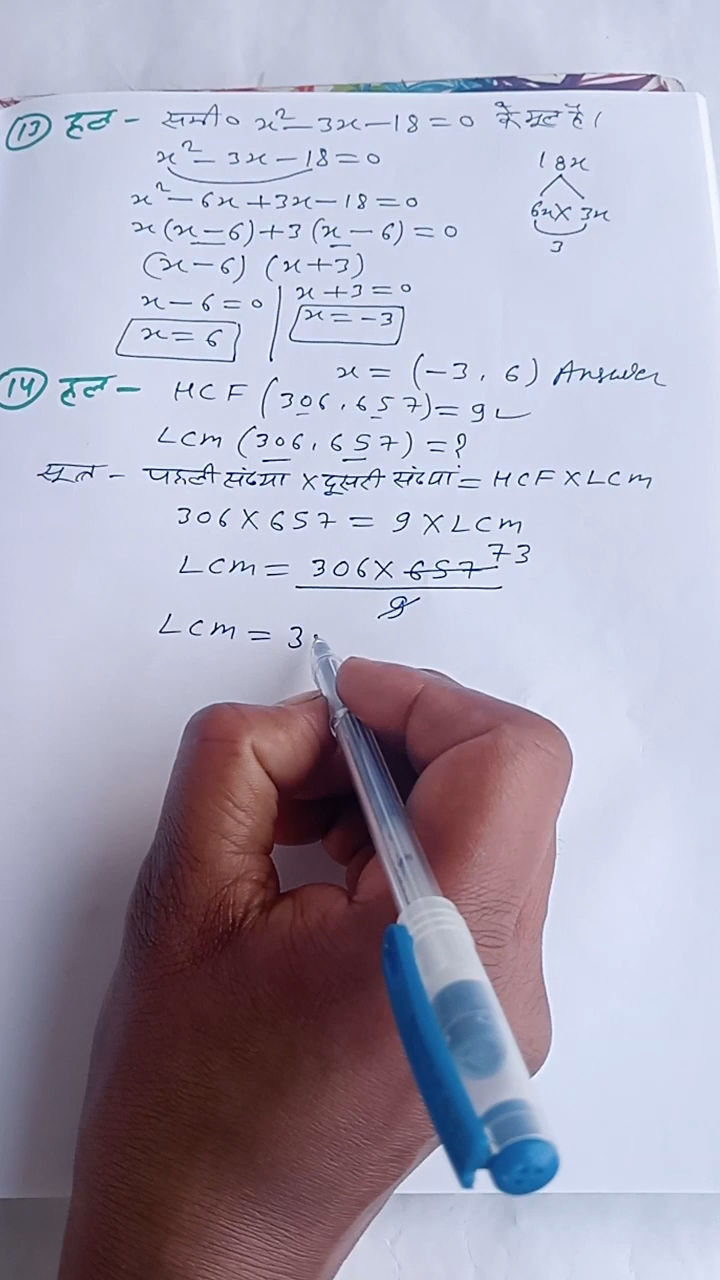 (13) हल - समी० x² - 3x - 18 = 0 के मूल है।
x² - 3x - 18 = 0
18x
x² - 6x + 3x - 18 = 0
6x X 3x
3
x(x - 6) + 3(x - 6) = 0
(x - 6) (x + 3)
x - 6 = 0 | x + 3 = 0
x = 6 | x = -3
x = (-3, 6) Answer
(14) हल - HCF (306, 657) = 9
LCM (306, 657) = ?
सूत्र - पहली संख्या X दूसरी संख्या = HCF X LCM
306 X 657 = 9 X LCM
LCM = 306 X 657 73
9
LCM = 3